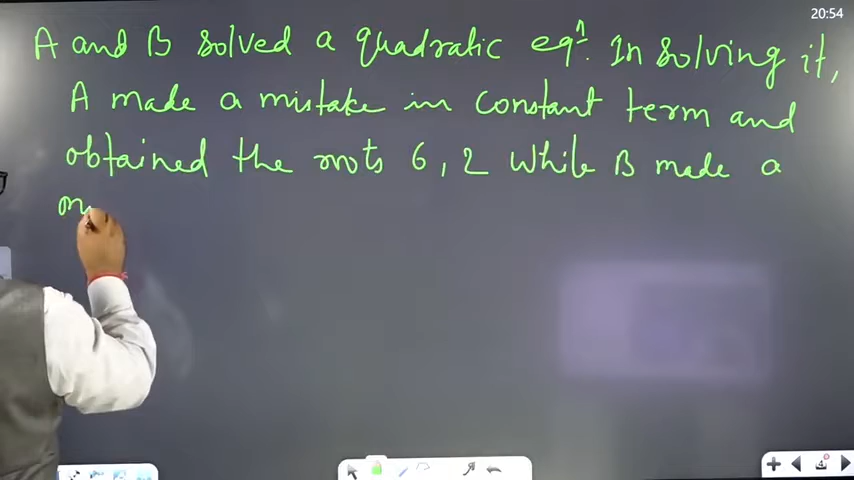 20:54
A and B solved a quadratic eqⁿ. In solving it,
A made a mistake in constant term and
obtained the roots 6, 2 while B made a
m